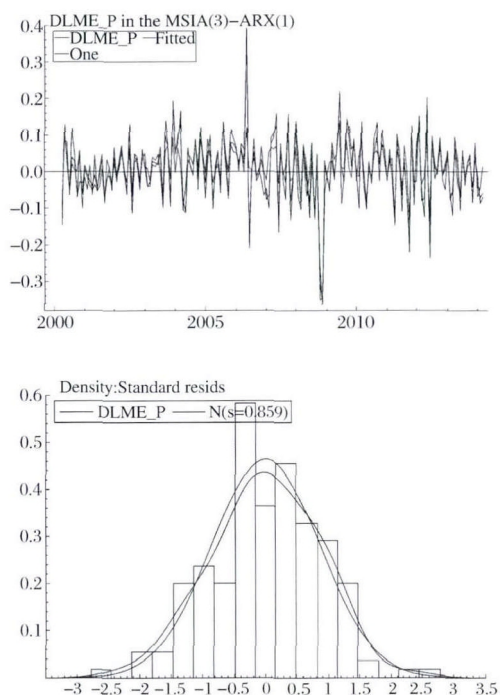 DLME_P in the MSIA(3)−ARX(1)
DLME_P Fitted
One
0.4
0.3
0.2
0.1
0.0
−0.1
−0.2
−0.3
2000 2005 2010
Density:Standard resids
DLME_P N(s=0.859)
0.6
0.5
0.4
0.3
0.2
0.1
−3 −2.5 −2 −1.5 −1 −0.5 0 0.5 1 1.5 2 2.5 3 3.5